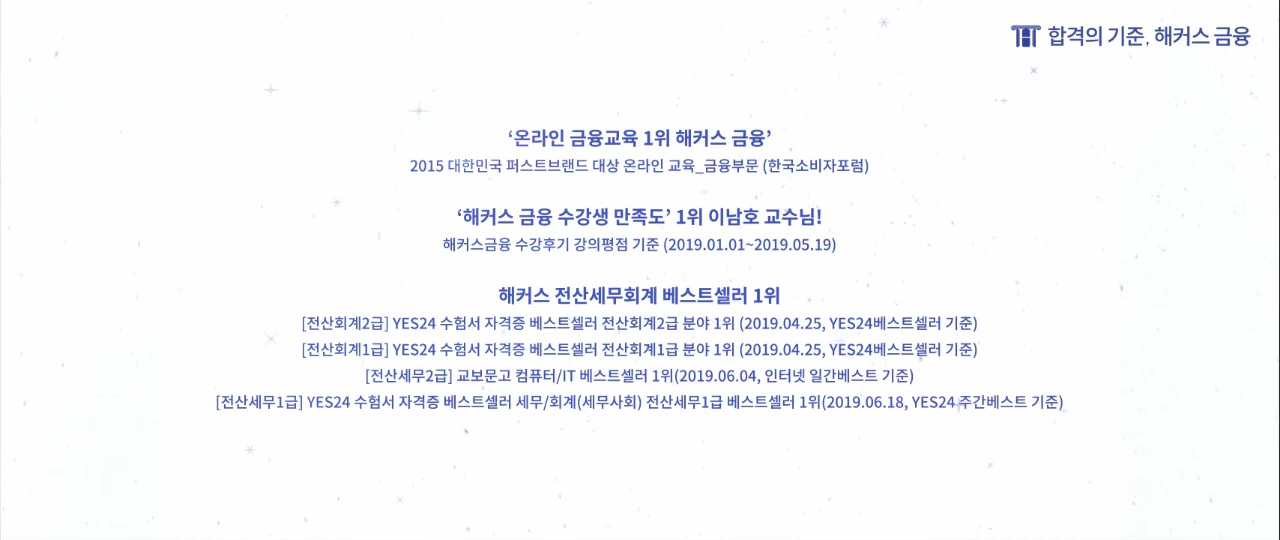 합격의 기준, 해커스 금융
‘온라인 금융교육 1위 해커스 금융’
2015 대한민국 퍼스트브랜드 대상 온라인 교육_금융부문 (한국소비자포럼)
‘해커스 금융 수강생 만족도’ 1위 이남호 교수님!
해커스금융 수강후기 강의평점 기준 (2019.01.01~2019.05.19)
해커스 전산세무회계 베스트셀러 1위
[전산회계2급] YES24 수험서 자격증 베스트셀러 전산회계2급 분야 1위 (2019.04.25, YES24베스트셀러 기준)
[전산회계1급] YES24 수험서 자격증 베스트셀러 전산회계1급 분야 1위 (2019.04.25, YES24베스트셀러 기준)
[전산세무2급] 교보문고 컴퓨터/IT 베스트셀러 1위(2019.06.04, 인터넷 일간베스트 기준)
[전산세무1급] YES24 수험서 자격증 베스트셀러 세무/회계(세무사회) 전산세무1급 베스트셀러 1위(2019.06.18, YES24 주간베스트 기준)